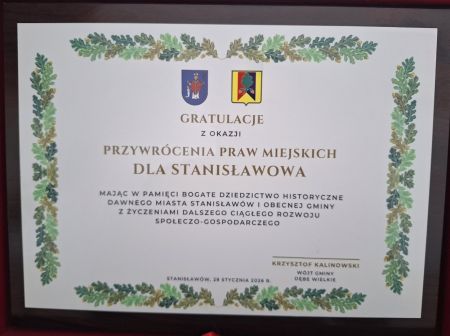 GRATULACJE
Z OKAZJI
PRZYWRÓCENIA PRAW MIEJSKICH
DLA STANISŁAWOWA
MAJĄC W PAMIĘCI BOGATE DZIEDZICTWO HISTORYCZNE
DAWNEGO MIASTA STANISŁAWÓW I OBECNEJ GMINY
Z ŻYCZENIAMI DALSZEGO CIĄGŁEGO ROZWOJU
SPOŁECZO-GOSPODARCZEGO
KRZYSZTOF KALINOWSKI
WÓJT GMINY
DĘBE WIELKIE
STANISŁAWÓW, 29 STYCZNIA 2026 R.